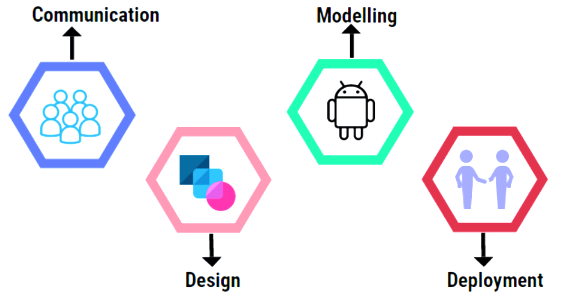 Communication
Modelling
Design
Deployment